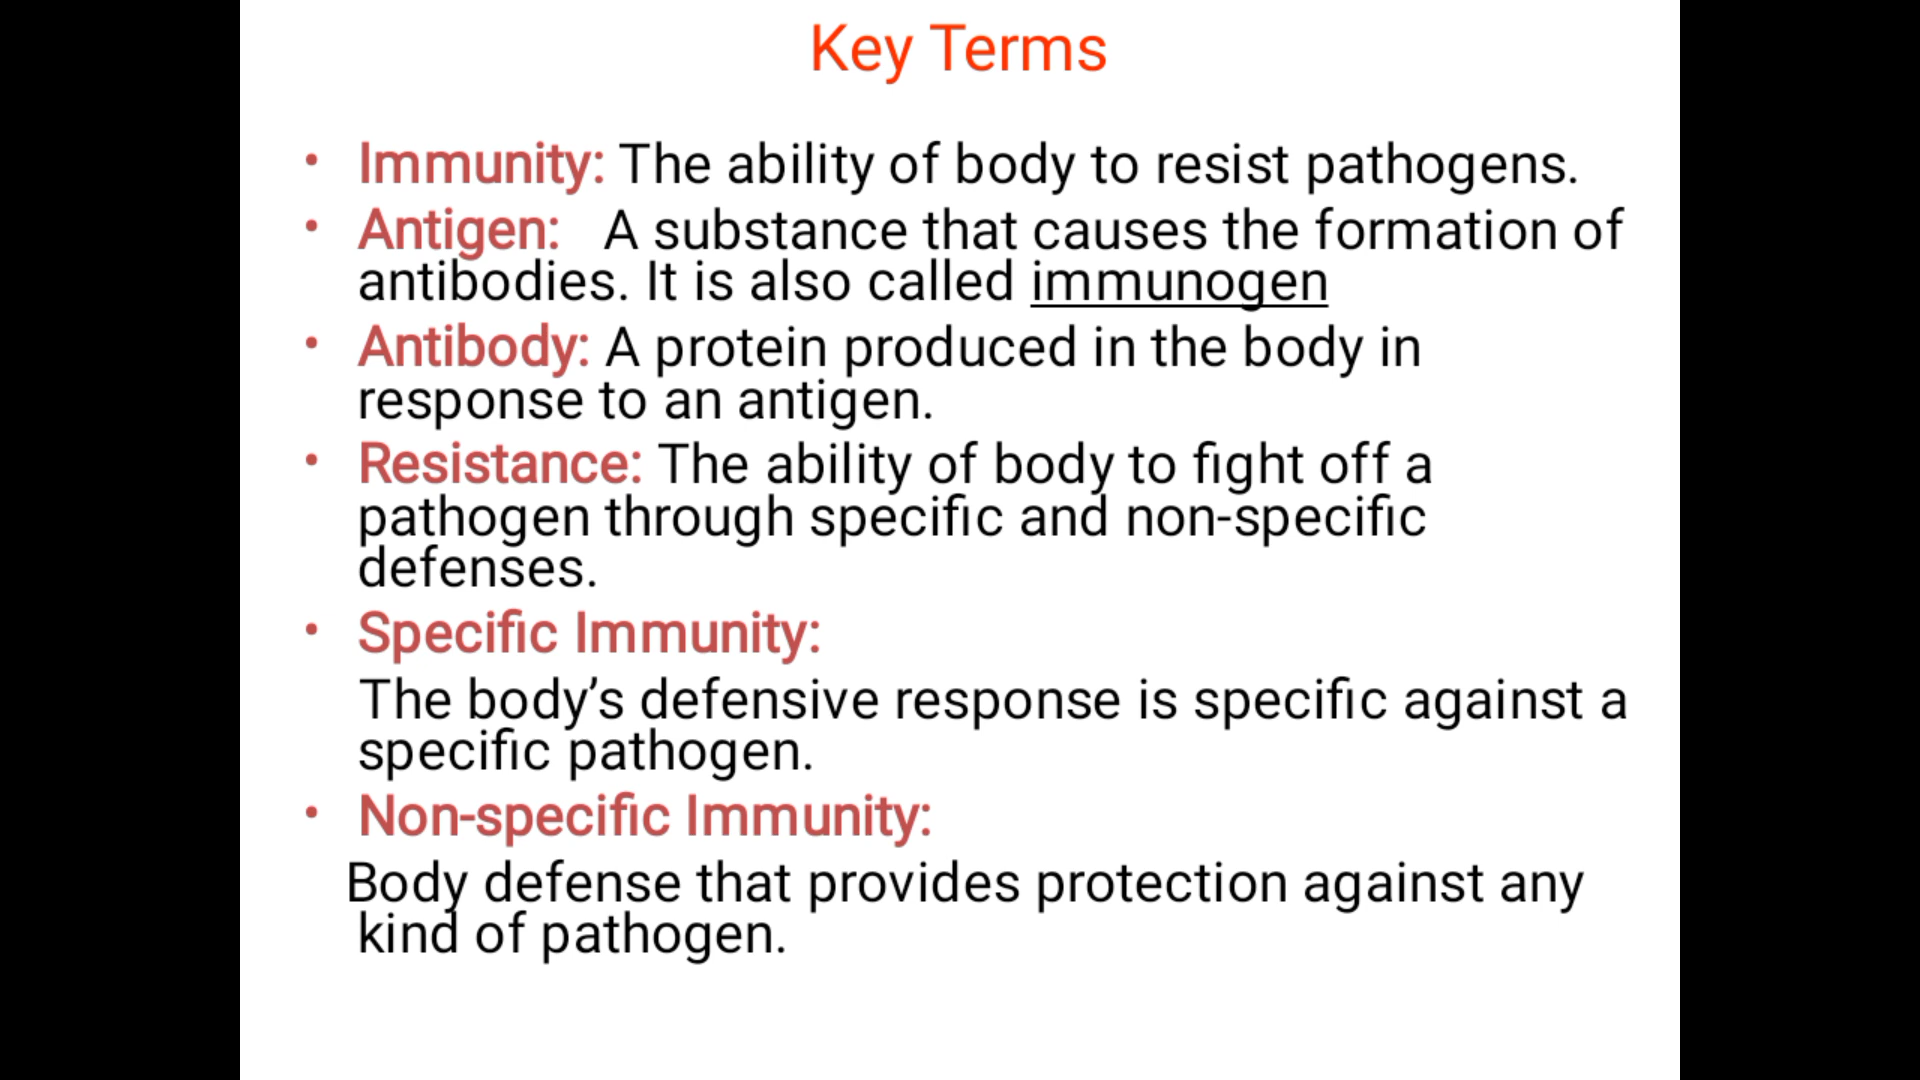 Key Terms
• Immunity: The ability of body to resist pathogens.
• Antigen: A substance that causes the formation of
antibodies. It is also called immunogen
• Antibody: A protein produced in the body in
response to an antigen.
• Resistance: The ability of body to fight off a
pathogen through specific and non-specific
defenses.
• Specific Immunity:
The body’s defensive response is specific against a
specific pathogen.
• Non-specific Immunity:
Body defense that provides protection against any
kind of pathogen.